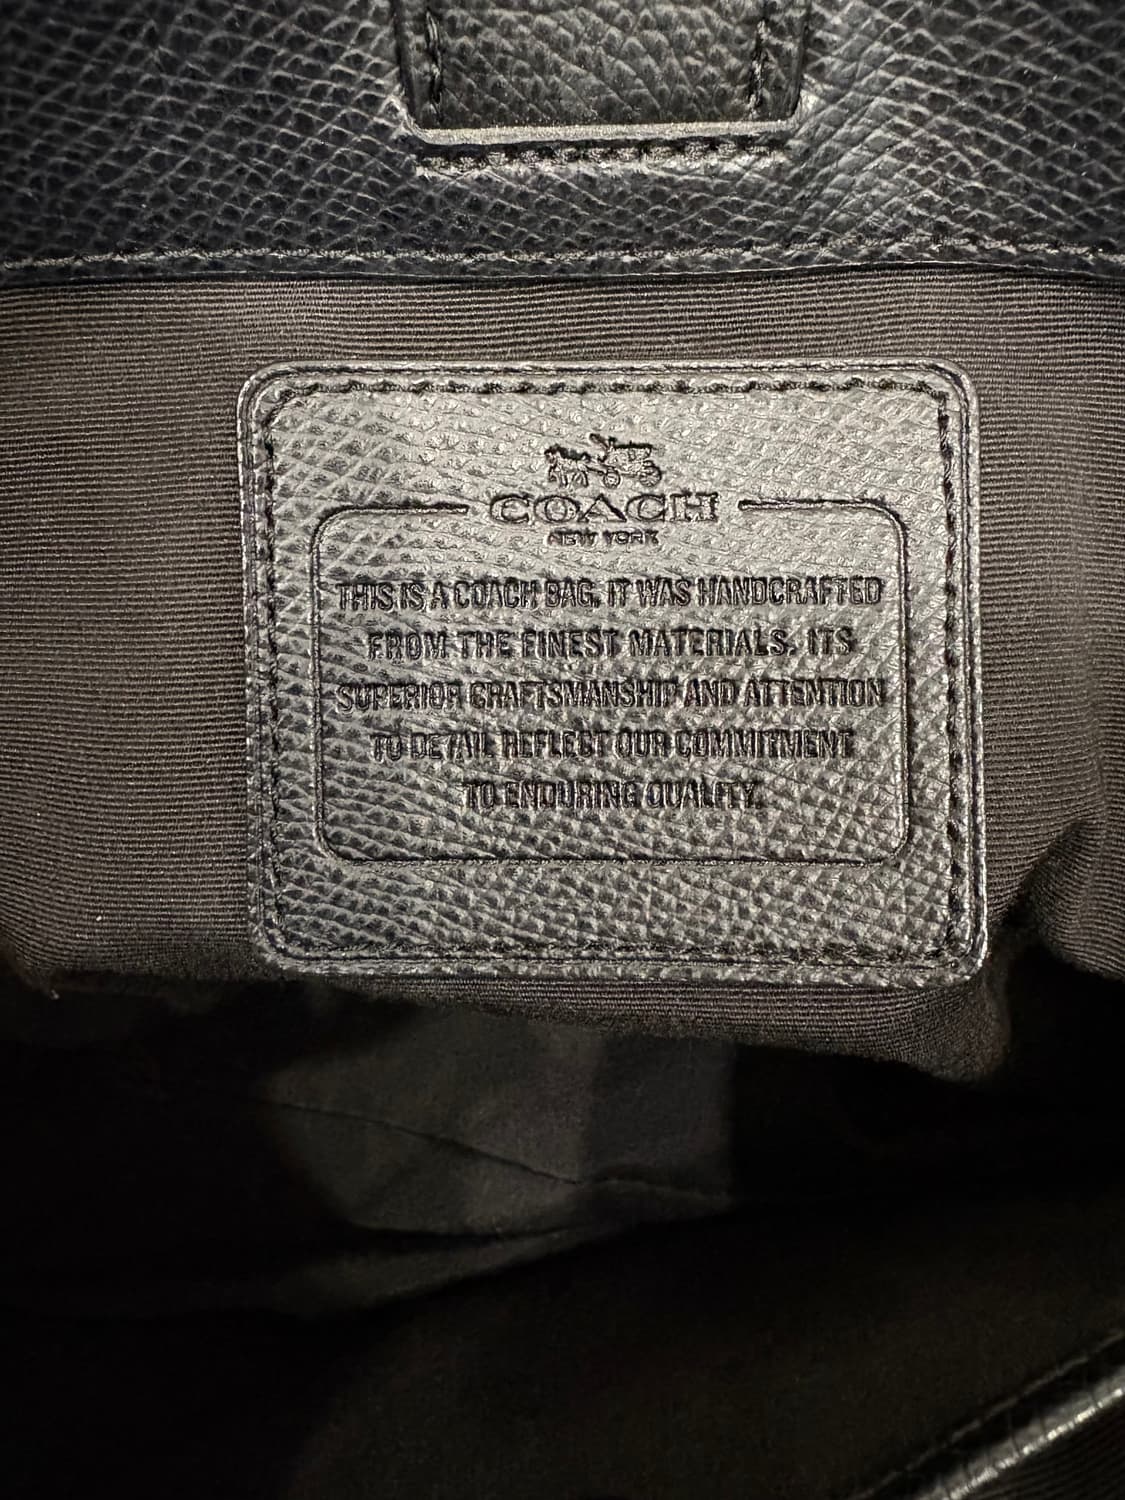 COACH
NEW YORK
THIS IS A COACH BAG. IT WAS HANDCRAFTED
FROM THE FINEST MATERIALS. ITS
SUPERIOR CRAFTSMANSHIP AND ATTENTION
TO DETAIL REFLECT OUR COMMITMENT
TO ENDURING QUALITY.